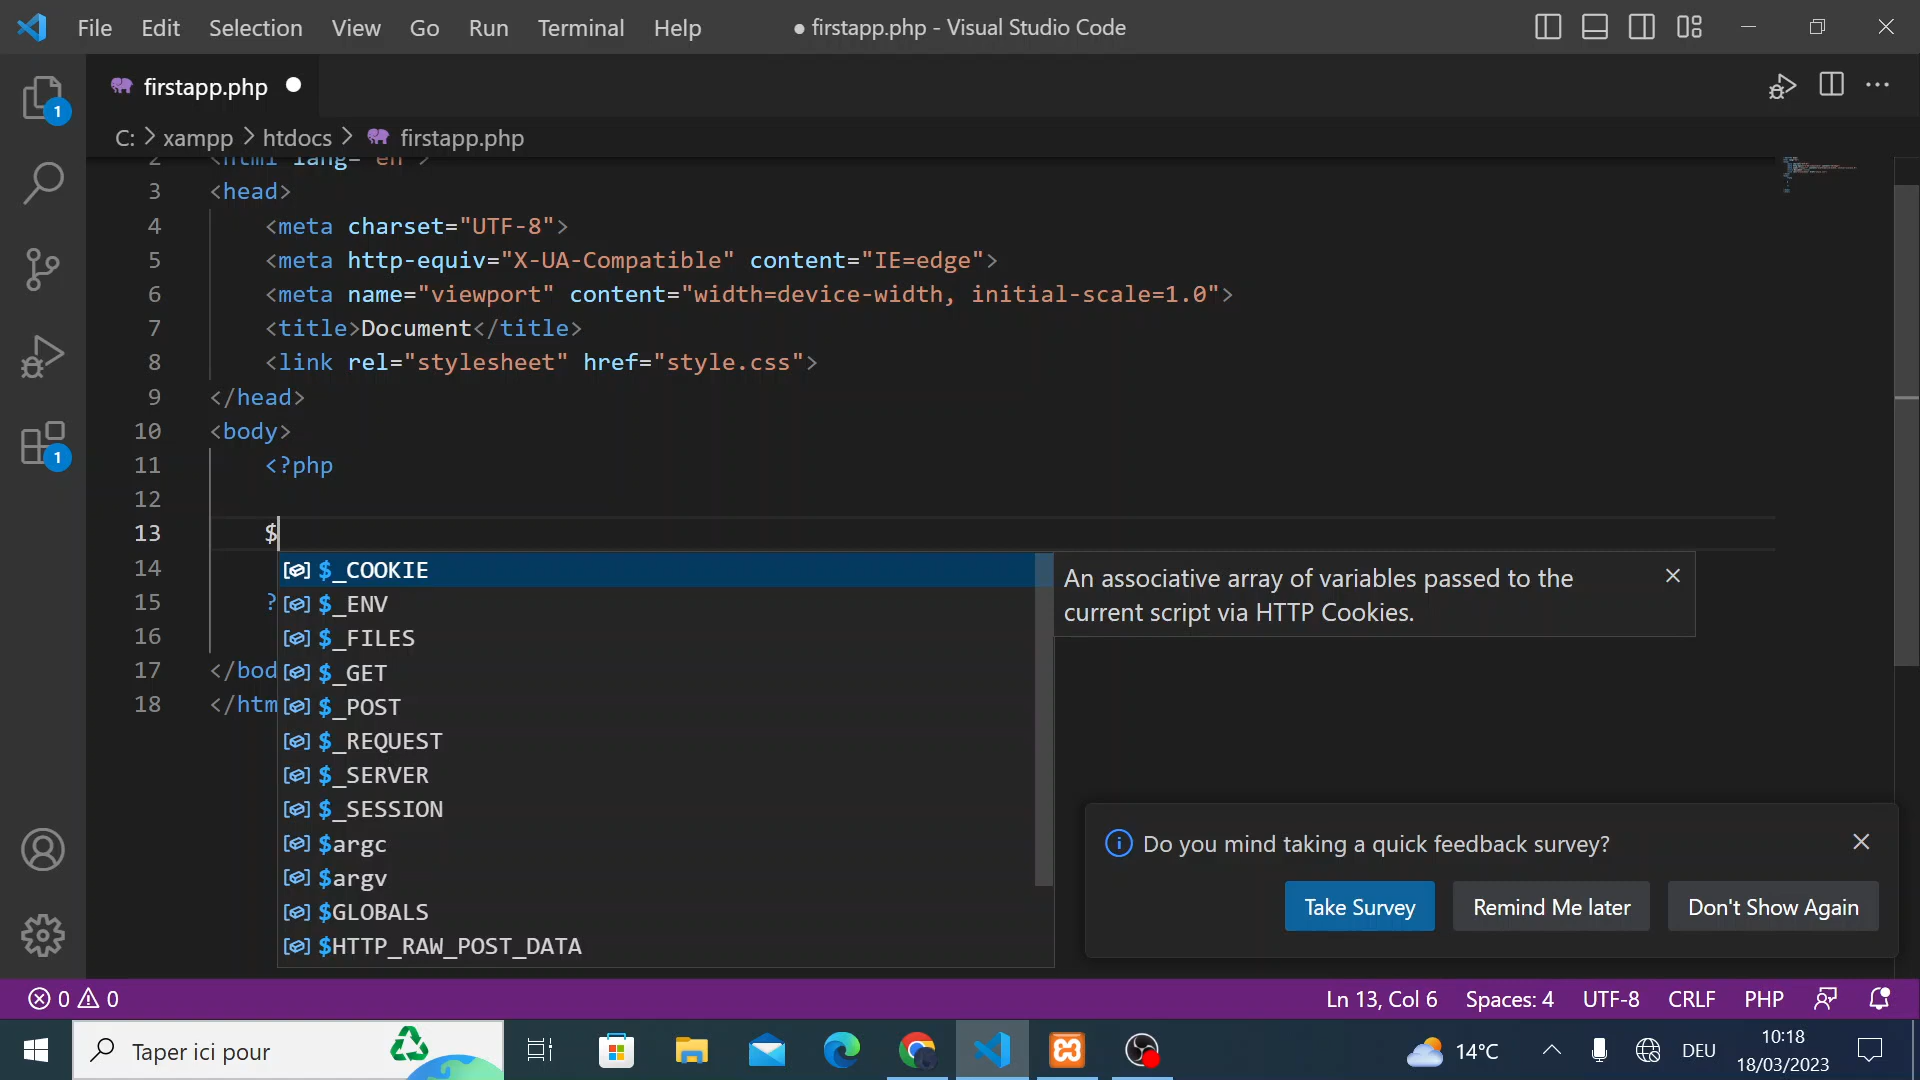 File Edit Selection View Go Run Terminal Help
● firstapp.php - Visual Studio Code
firstapp.php
C: > xampp > htdocs > firstapp.php
2 <html lang="en">
3 <head>
4 <meta charset="UTF-8">
5 <meta http-equiv="X-UA-Compatible" content="IE=edge">
6 <meta name="viewport" content="width=device-width, initial-scale=1.0">
7 <title>Document</title>
8 <link rel="stylesheet" href="style.css">
9 </head>
10 <body>
11 <?php
12
13 $
14
15 ?
16
17 </bod
18 </htm
$_COOKIE
$_ENV
$_FILES
$_GET
$_POST
$_REQUEST
$_SERVER
$_SESSION
$argc
$argv
$GLOBALS
$HTTP_RAW_POST_DATA
An associative array of variables passed to the
current script via HTTP Cookies.
Do you mind taking a quick feedback survey?
Take Survey Remind Me later Don't Show Again
1
1
0 0
Ln 13, Col 6 Spaces: 4 UTF-8 CRLF PHP
Taper ici pour
14°C
DEU
10:18
18/03/2023